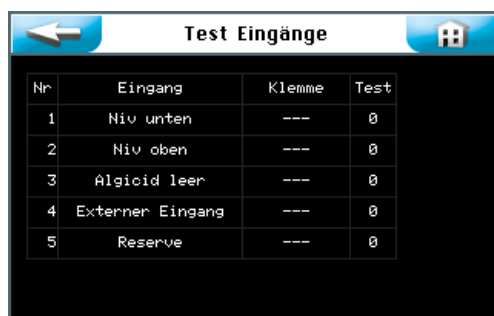 Test Eingänge
Nr Eingang Klemme Test
1 Niv unten --- 0
2 Niv oben --- 0
3 Algicid leer --- 0
4 Externer Eingang --- 0
5 Reserve --- 0